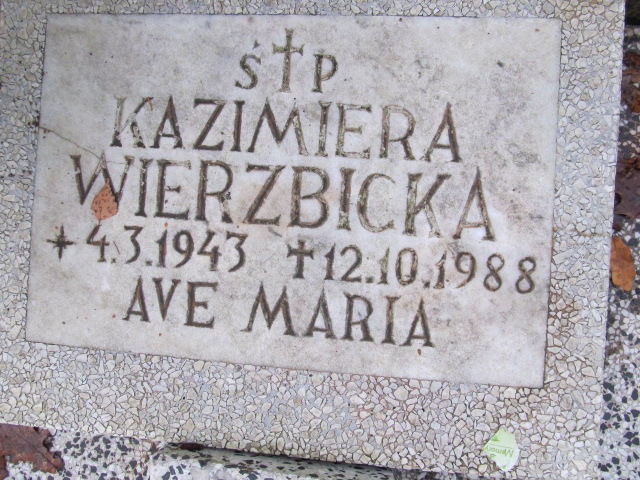 Ś † P
KAZIMIERA
WIERZBICKA
* 4.3.1943 † 12.10.1988
AVE MARIA